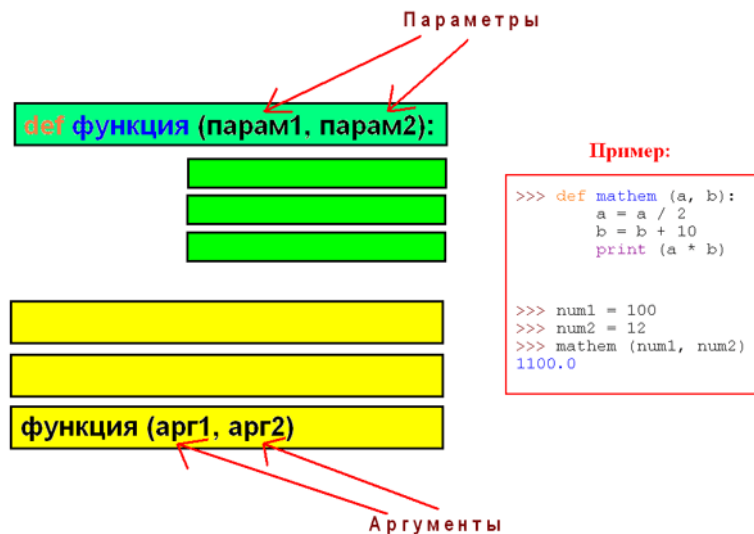 Параметры
def функция (парам1, парам2):
функция (арг1, арг2)
Аргументы
Пример:
>>> def mathem (a, b):
a = a / 2
b = b + 10
print (a * b)
>>> num1 = 100
>>> num2 = 12
>>> mathem (num1, num2)
1100.0